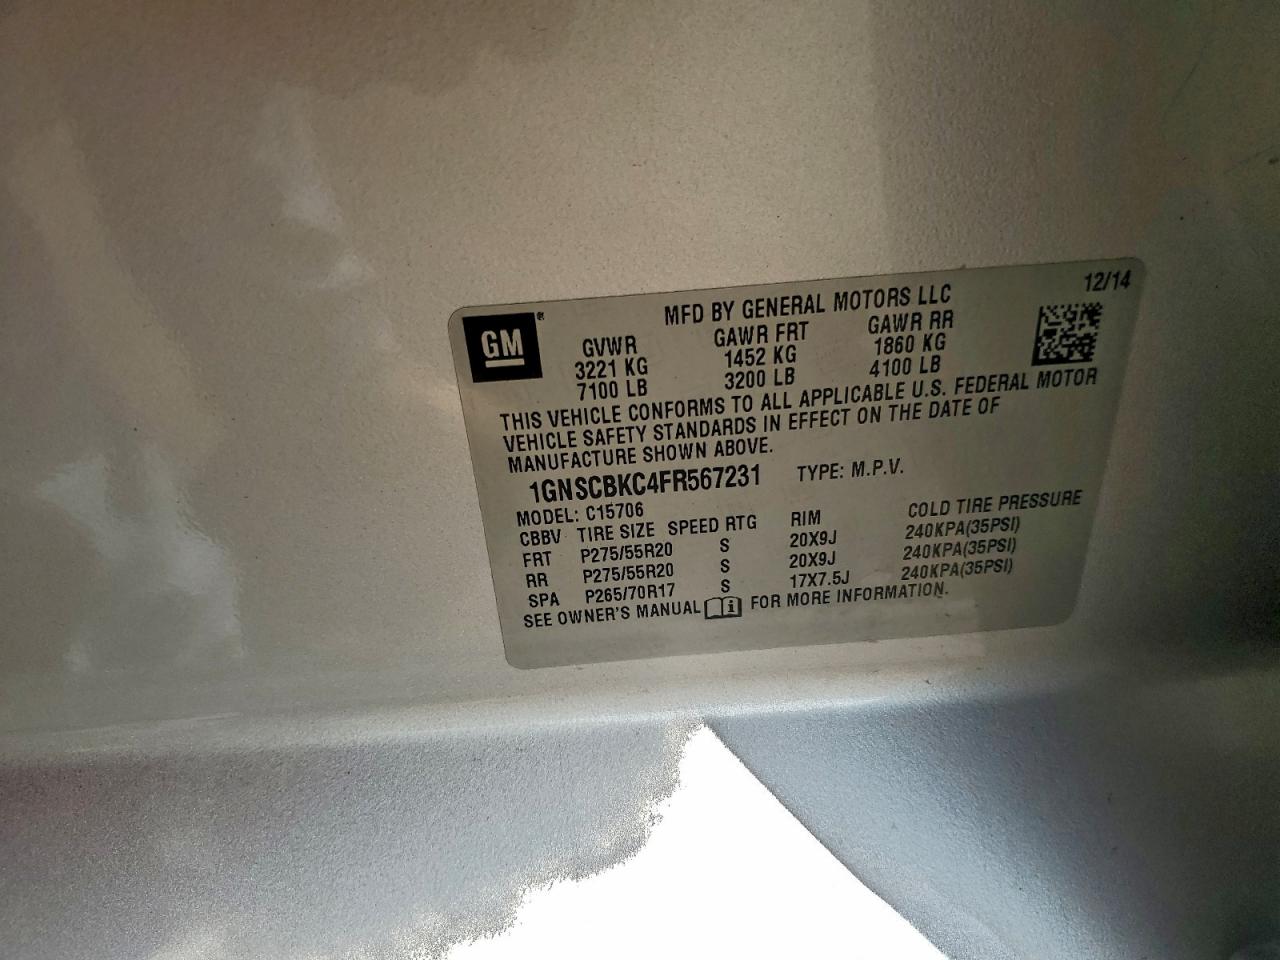 12/14
MFD BY GENERAL MOTORS LLC
GM®
GVWR GAWR FRT GAWR RR
3221 KG 1452 KG 1860 KG
7100 LB 3200 LB 4100 LB
THIS VEHICLE CONFORMS TO ALL APPLICABLE U.S. FEDERAL MOTOR
VEHICLE SAFETY STANDARDS IN EFFECT ON THE DATE OF
MANUFACTURE SHOWN ABOVE.
1GNSCBKC4FR567231 TYPE: M.P.V.
MODEL: C15706
CBBV TIRE SIZE SPEED RTG RIM COLD TIRE PRESSURE
FRT P275/55R20 S 20X9J 240KPA(35PSI)
RR P275/55R20 S 20X9J 240KPA(35PSI)
SPA P265/70R17 S 17X7.5J 240KPA(35PSI)
SEE OWNER'S MANUAL FOR MORE INFORMATION.